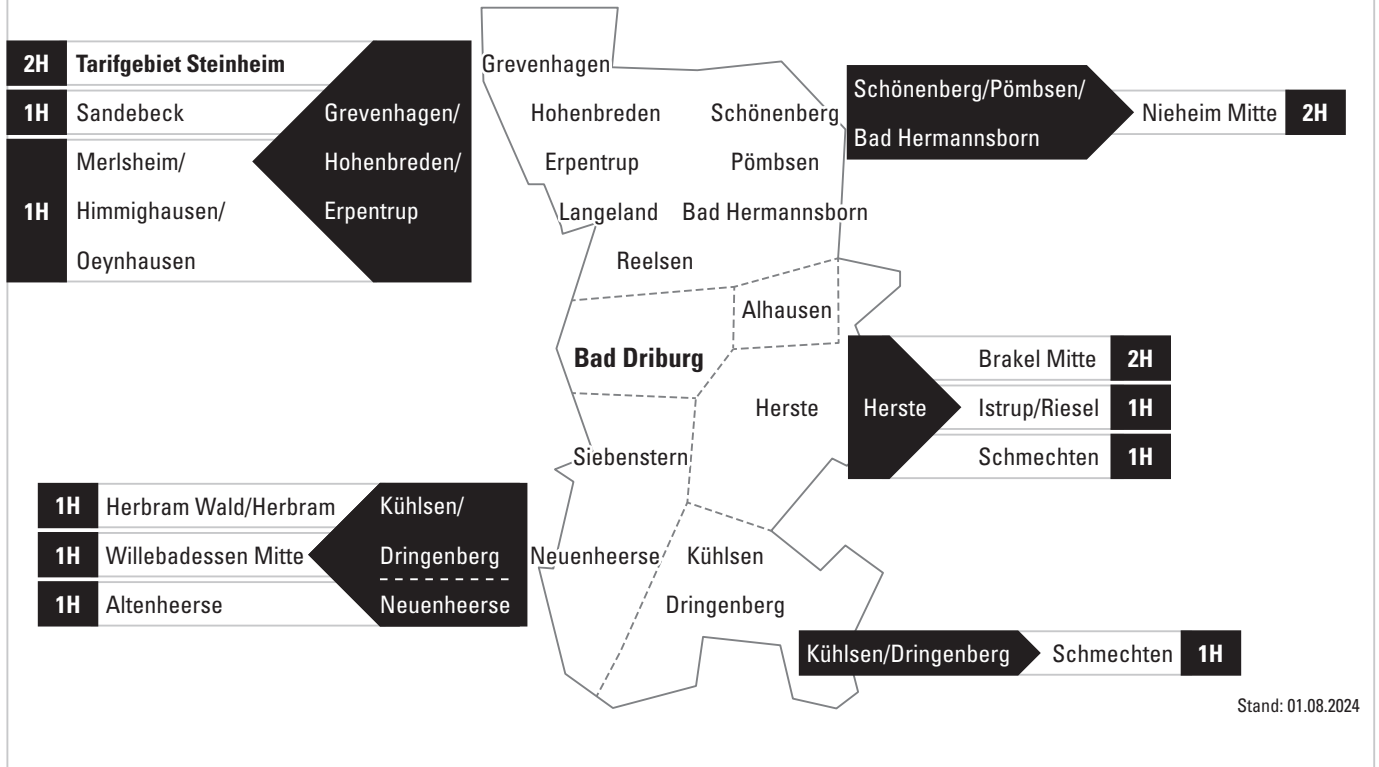 Grevenhagen
2H Tarifgebiet Steinheim
1H Sandebeck
1H Merlsheim/
Himmighausen/
Oeynhausen
Grevenhagen/
Hohenbreden/
Erpentrup
Hohenbreden
Schönenberg
Erpentrup
Pömbsen
Langeland
Bad Hermannsborn
Reelsen
Schönenberg/Pömbsen/
Bad Hermannsborn
Nieheim Mitte 2H
Alhausen
Bad Driburg
Herste
Herste
Brakel Mitte 2H
Istrup/Riesel 1H
Schmechten 1H
Siebenstern
1H Herbram Wald/Herbram
1H Willebadessen Mitte
1H Altenheerse
Kühlsen/
Dringenberg
Neuenheerse
Neuenheerse
Kühlsen
Dringenberg
Kühlsen/Dringenberg
Schmechten 1H
Stand: 01.08.2024